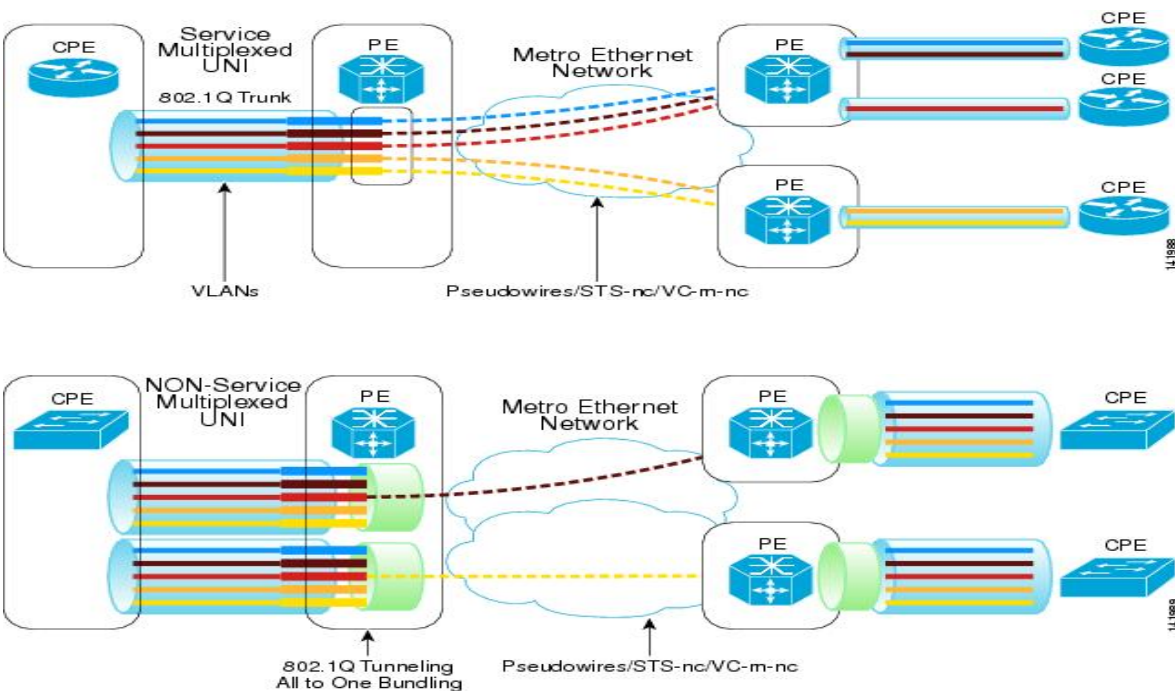 CPE
Service
Multiplexed
UNI
802.1Q Trunk
PE
Metro Ethernet
Network
PE
CPE
CPE
PE
CPE
VLANs
Pseudowires/STS-nc/VC-m-nc
141988
CPE
NON-Service
Multiplexed
UNI
PE
Metro Ethernet
Network
PE
CPE
PE
CPE
802.1Q Tunneling
All to One Bundling
Pseudowires/STS-nc/VC-m-nc
141989